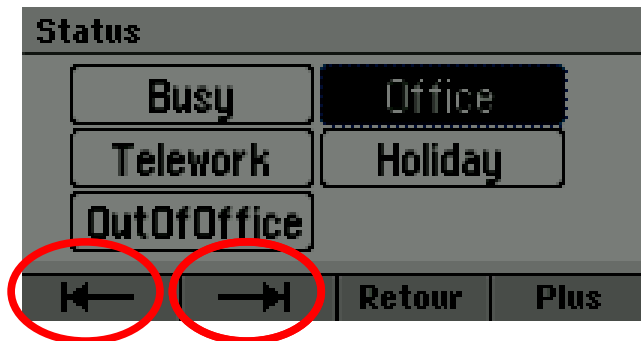 Status
Busy Office
Telework Holiday
OutOfOffice
Retour Plus